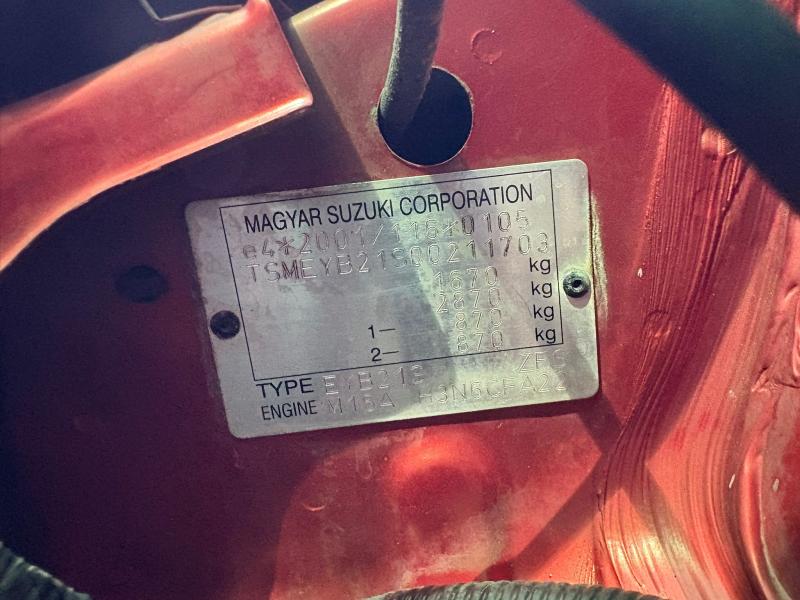 MAGYAR SUZUKI CORPORATION
e4*2001/116*0105
TSMEYB21S00211703
1670 kg
2870 kg
1– 870 kg
2– 870 kg
TYPE EYB21S ZFS
ENGINE M15A